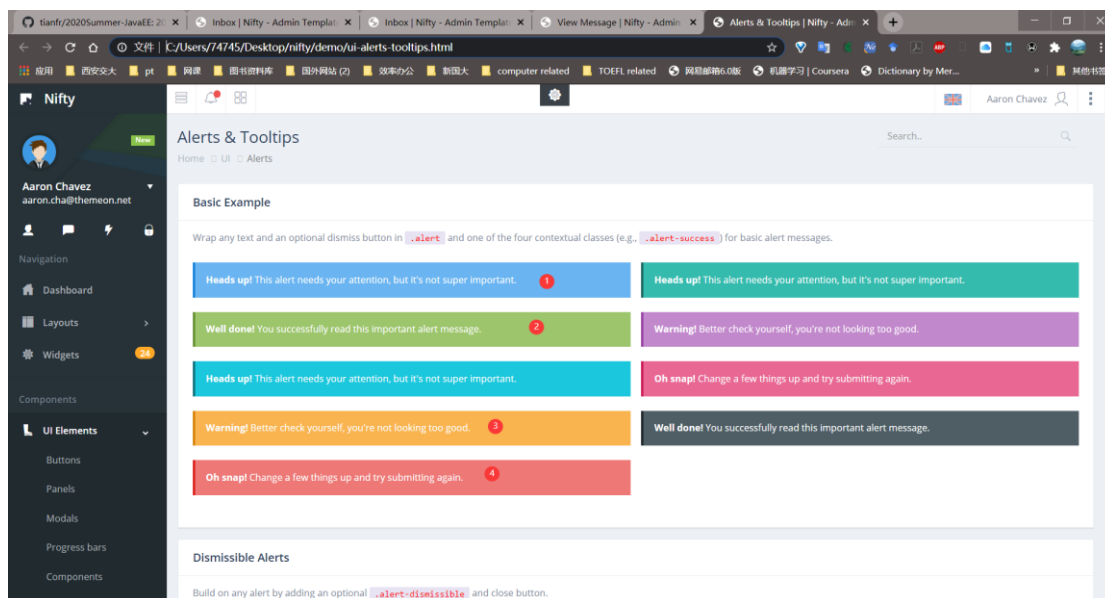 tianfr/2020Summer-JavaEE: 20 Inbox | Nifty - Admin Templat Inbox | Nifty - Admin Templat View Message | Nifty - Admin Alerts & Tooltips | Nifty - Adm
文件 | C:/Users/74745/Desktop/nifty/demo/ui-alerts-tooltips.html
应用 西安交大 pt 网课 图书资料库 国外网站 (2) 效率办公 新国大 computer related TOEFL related 网易邮箱6.0版 机器学习 | Coursera Dictionary by Mer... » 其他书签
Nifty
Aaron Chavez
New
Alerts & Tooltips
Search..
Home UI Alerts
Aaron Chavez
aaron.cha@themeon.net
Basic Example
Wrap any text and an optional dismiss button in .alert and one of the four contextual classes (e.g., .alert-success ) for basic alert messages.
Navigation
Dashboard
Layouts
Widgets 24
Components
UI Elements
Buttons
Panels
Modals
Progress bars
Components
Heads up! This alert needs your attention, but it's not super important. 1
Heads up! This alert needs your attention, but it's not super important.
Well done! You successfully read this important alert message. 2
Warning! Better check yourself, you're not looking too good.
Heads up! This alert needs your attention, but it's not super important.
Oh snap! Change a few things up and try submitting again.
Warning! Better check yourself, you're not looking too good. 3
Well done! You successfully read this important alert message.
Oh snap! Change a few things up and try submitting again. 4
Dismissible Alerts
Build on any alert by adding an optional .alert-dismissible and close button.